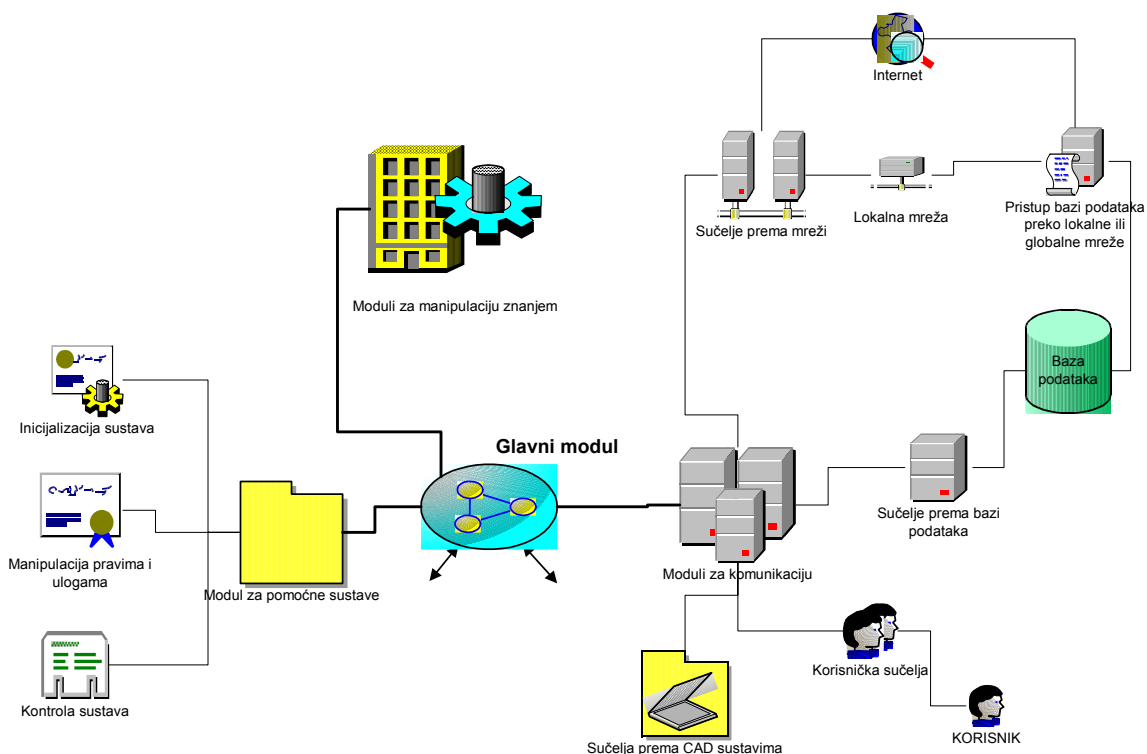 Internet
Sučelje prema mreži
Lokalna mreža
Pristup bazi podataka
preko lokalne ili
globalne mreže
Moduli za manipulaciju znanjem
Baza
podataka
Inicijalizacija sustava
Glavni modul
Sučelje prema bazi
podataka
Manipulacija pravima i
ulogama
Modul za pomoćne sustave
Moduli za komunikaciju
Korisnička sučelja
Kontrola sustava
KORISNIK
Sučelja prema CAD sustavima